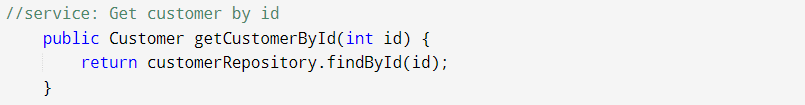 //service: Get customer by id
    public Customer getCustomerById(int id) {
        return customerRepository.findById(id);
    }